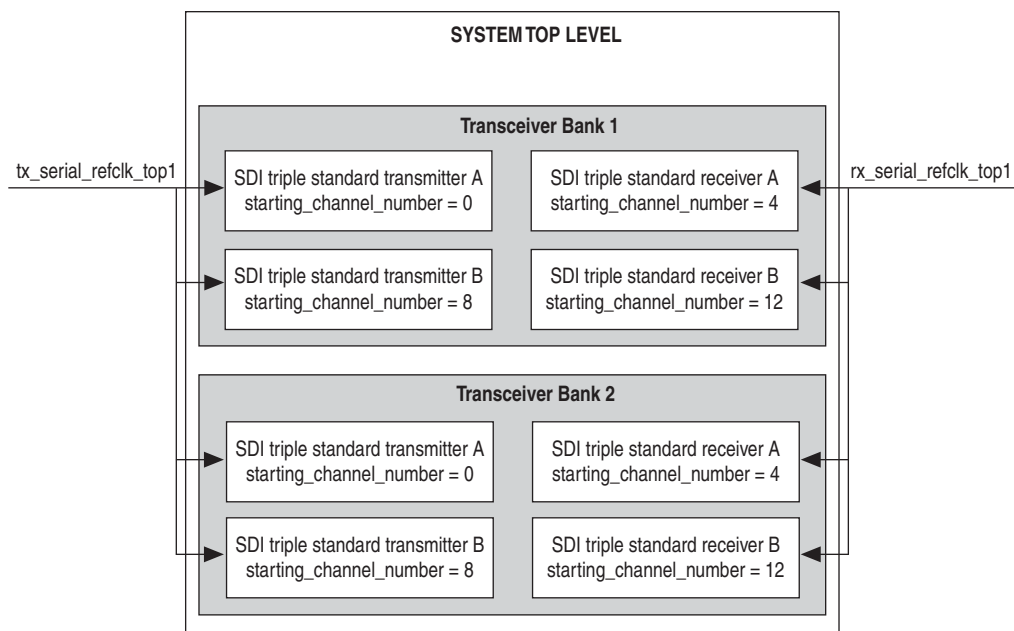 SYSTEM TOP LEVEL
Transceiver Bank 1
tx_serial_refclk_top1
rx_serial_refclk_top1
SDI triple standard transmitter A
starting_channel_number = 0
SDI triple standard receiver A
starting_channel_number = 4
SDI triple standard transmitter B
starting_channel_number = 8
SDI triple standard receiver B
starting_channel_number = 12
Transceiver Bank 2
SDI triple standard transmitter A
starting_channel_number = 0
SDI triple standard receiver A
starting_channel_number = 4
SDI triple standard transmitter B
starting_channel_number = 8
SDI triple standard receiver B
starting_channel_number = 12